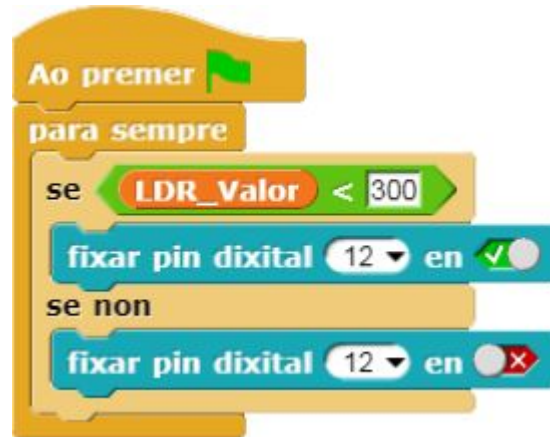 Ao premer
para sempre
se LDR_Valor < 300
fixar pin dixital 12 en
se non
fixar pin dixital 12 en